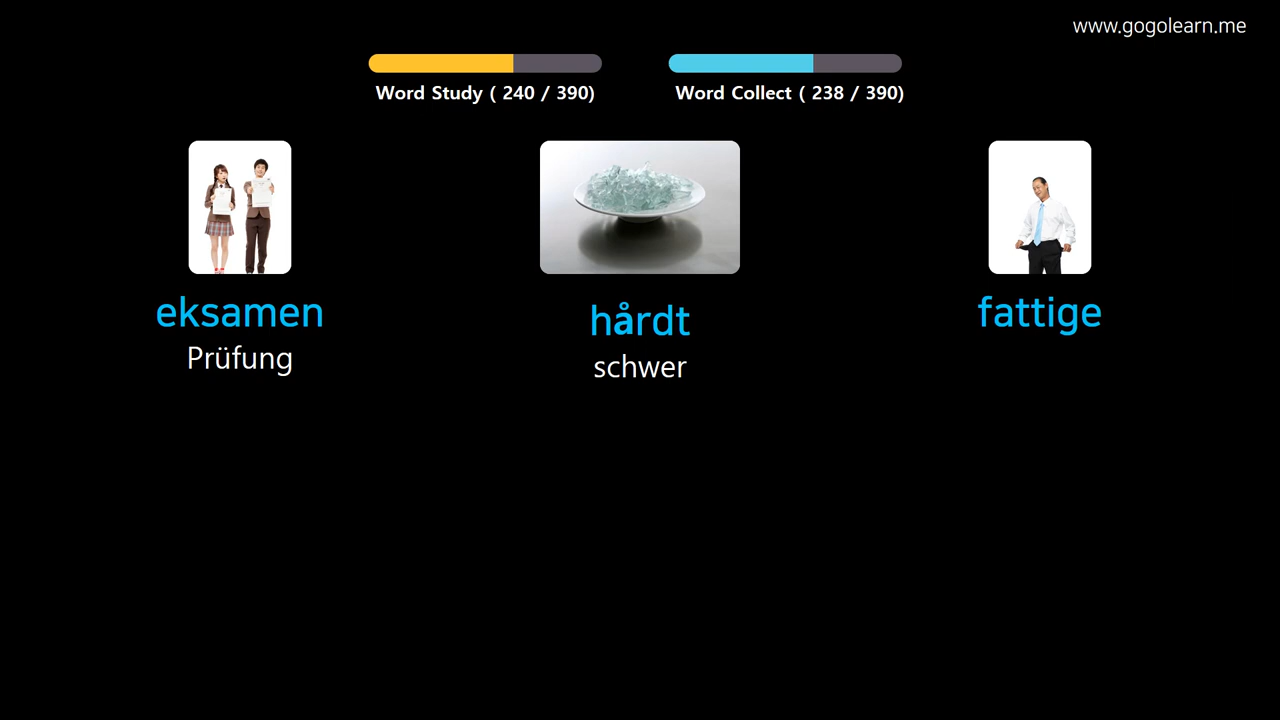 www.gogolearn.me
Word Study ( 240 / 390)
Word Collect ( 238 / 390)
eksamen
Prüfung
hårdt
schwer
fattige